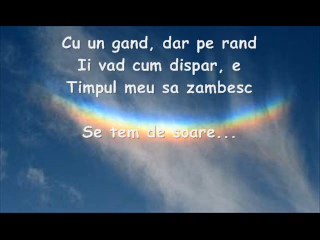 Cu un gand, dar pe rand
Ii vad cum dispar, e
Timpul meu sa zambesc
Se tem de soare...